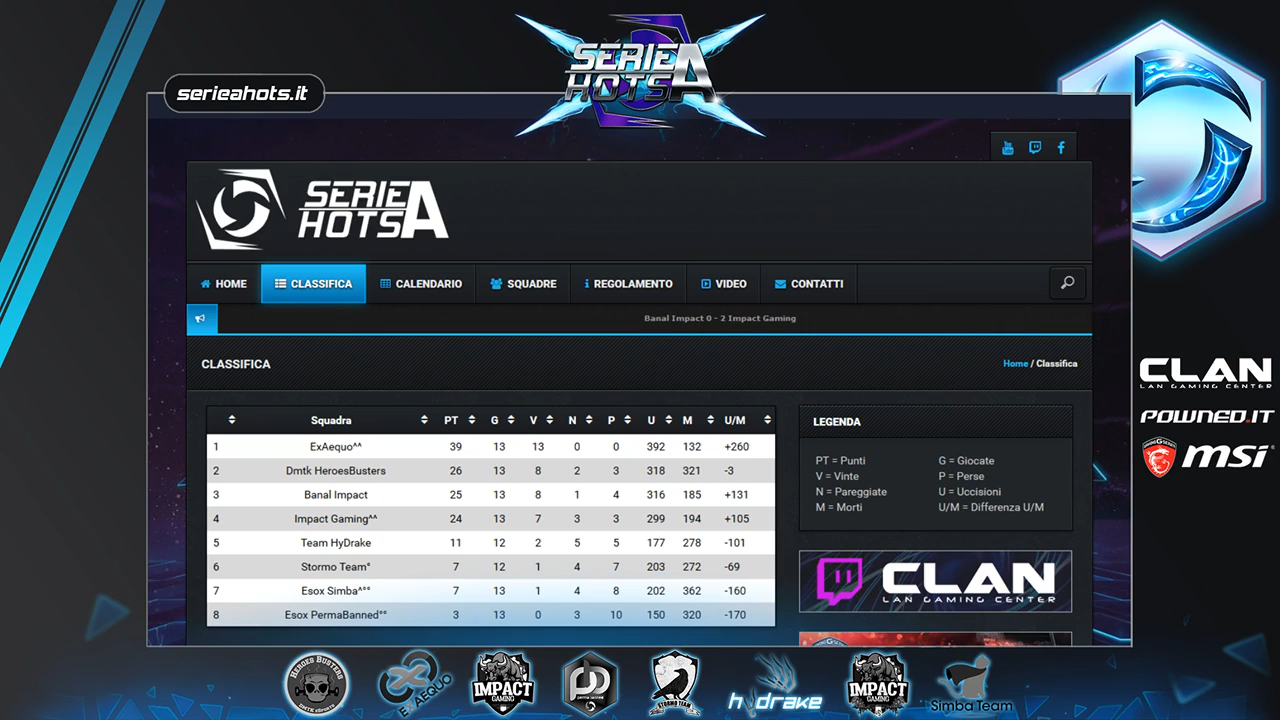 SERIE A
HOTS
serieahots.it
SERIE A
HOTS
HOME CLASSIFICA CALENDARIO SQUADRE REGOLAMENTO VIDEO CONTATTI
Banal Impact 0 - 2 Impact Gaming
CLASSIFICA
Home / Classifica
Squadra PT G V N P U M U/M
1 ExAequo^^ 39 13 13 0 0 392 132 +260
2 Dmtk HeroesBusters 26 13 8 2 3 318 321 -3
3 Banal Impact 25 13 8 1 4 316 185 +131
4 Impact Gaming^^ 24 13 7 3 3 299 194 +105
5 Team HyDrake 11 12 2 5 5 177 278 -101
6 Stormo Team° 7 12 1 4 7 203 272 -69
7 Esox Simba^°° 7 13 1 4 8 202 362 -160
8 Esox PermaBanned°° 3 13 0 3 10 150 320 -170
LEGENDA
PT = Punti G = Giocate
V = Vinte P = Perse
N = Pareggiate U = Uccisioni
M = Morti U/M = Differenza U/M
CLAN
LAN GAMING CENTER
CLAN
LAN GAMING CENTER
POWNED.IT
msi
HEROES BUSTERS
EX AEQUO
IMPACT
GAMING
STORMO TEAM
hydrake
IMPACT
GAMING
Simba Team